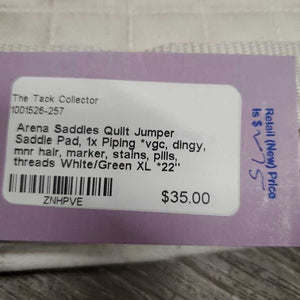 The Tack Collector
1001526-257
Arena Saddles Quilt Jumper
Saddle Pad, 1x Piping *vgc, dingy,
mnr hair, marker, stains, pills,
threads White/Green XL *22"
ZNHPVE
$35.00
Retail (New) Price
is $